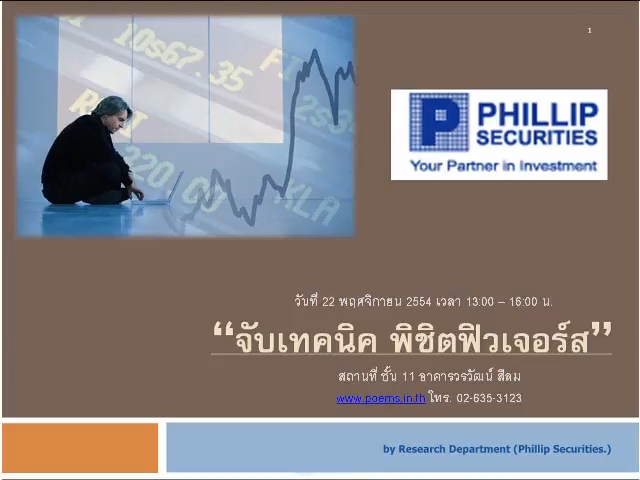 1
10s67.35
PHILLIP
SECURITIES
Your Partner in Investment
KLA
วันที่ 22 พฤศจิกายน 2554 เวลา 13:00 – 16:00 น.
“จับเทคนิค พิชิตฟิวเจอร์ส”
สถานที่ ชั้น 11 อาคารวรวัฒน์ สีลม
www.poems.in.th โทร. 02-635-3123
by Research Department (Phillip Securities.)